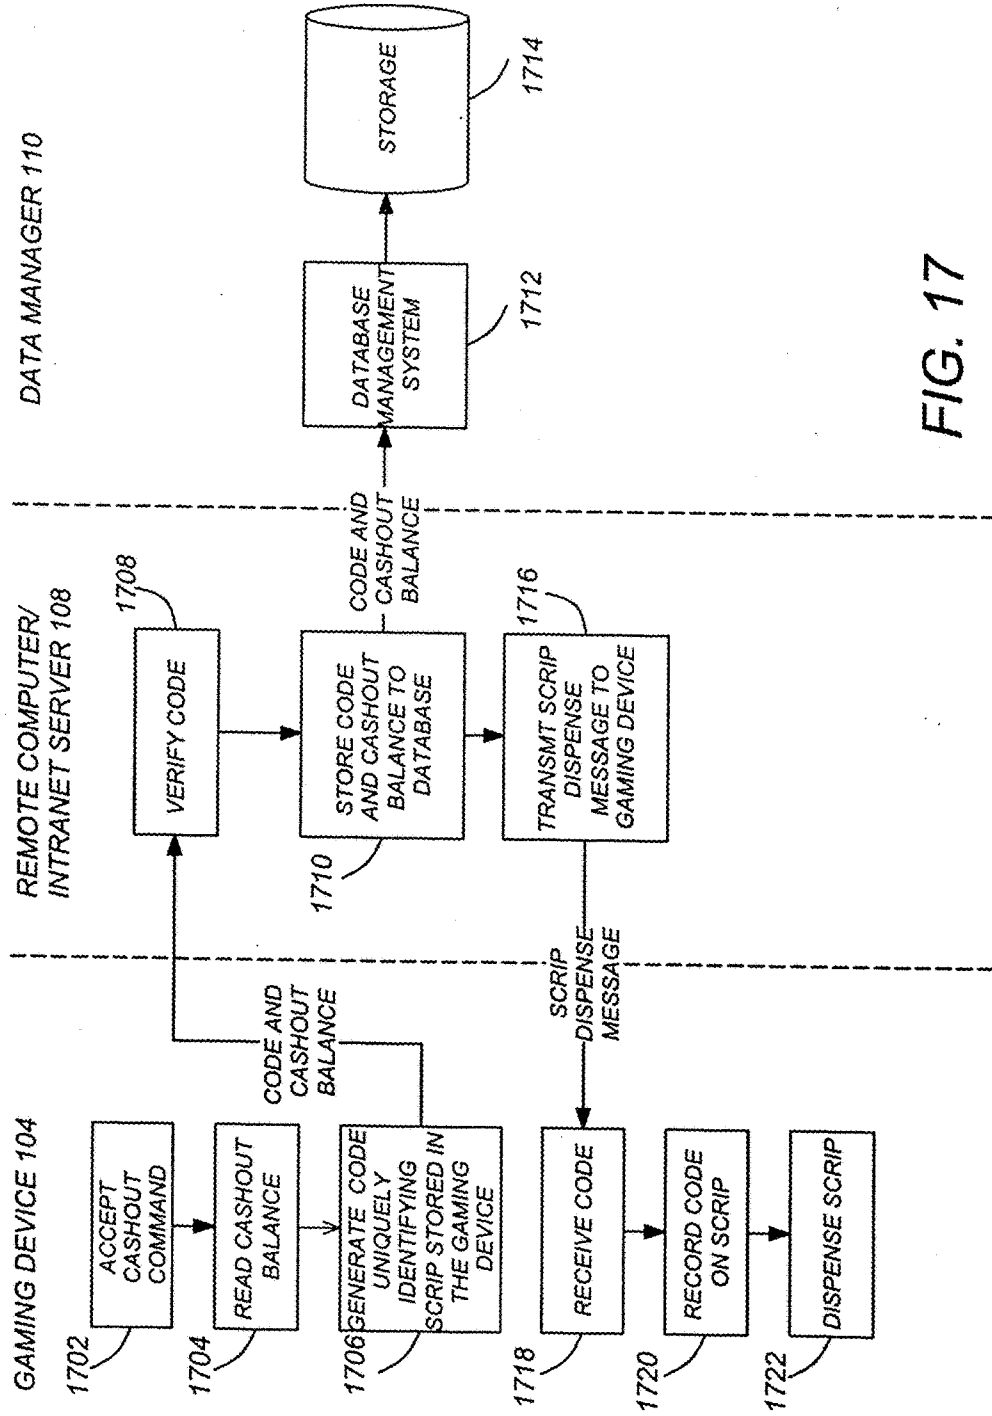 GAMING DEVICE 104
REMOTE COMPUTER/
INTRANET SERVER 108
DATA MANAGER 110
1702
ACCEPT
CASHOUT
COMMAND
1704
READ CASHOUT
BALANCE
1706
GENERATE CODE
UNIQUELY
IDENTIFYING
SCRIP STORED IN
THE GAMING
DEVICE
CODE AND
CASHOUT
BALANCE
1708
VERIFY CODE
1710
STORE CODE
AND CASHOUT
BALANCE TO
DATABASE
CODE AND
CASHOUT
BALANCE
DATABASE
MANAGEMENT
SYSTEM
1712
STORAGE
1714
1716
TRANSMT SCRIP
DISPENSE
MESSAGE TO
GAMING DEVICE
SCRIP
DISPENSE
MESSAGE
1718
RECEIVE CODE
1720
RECORD CODE
ON SCRIP
1722
DISPENSE SCRIP
FIG. 17